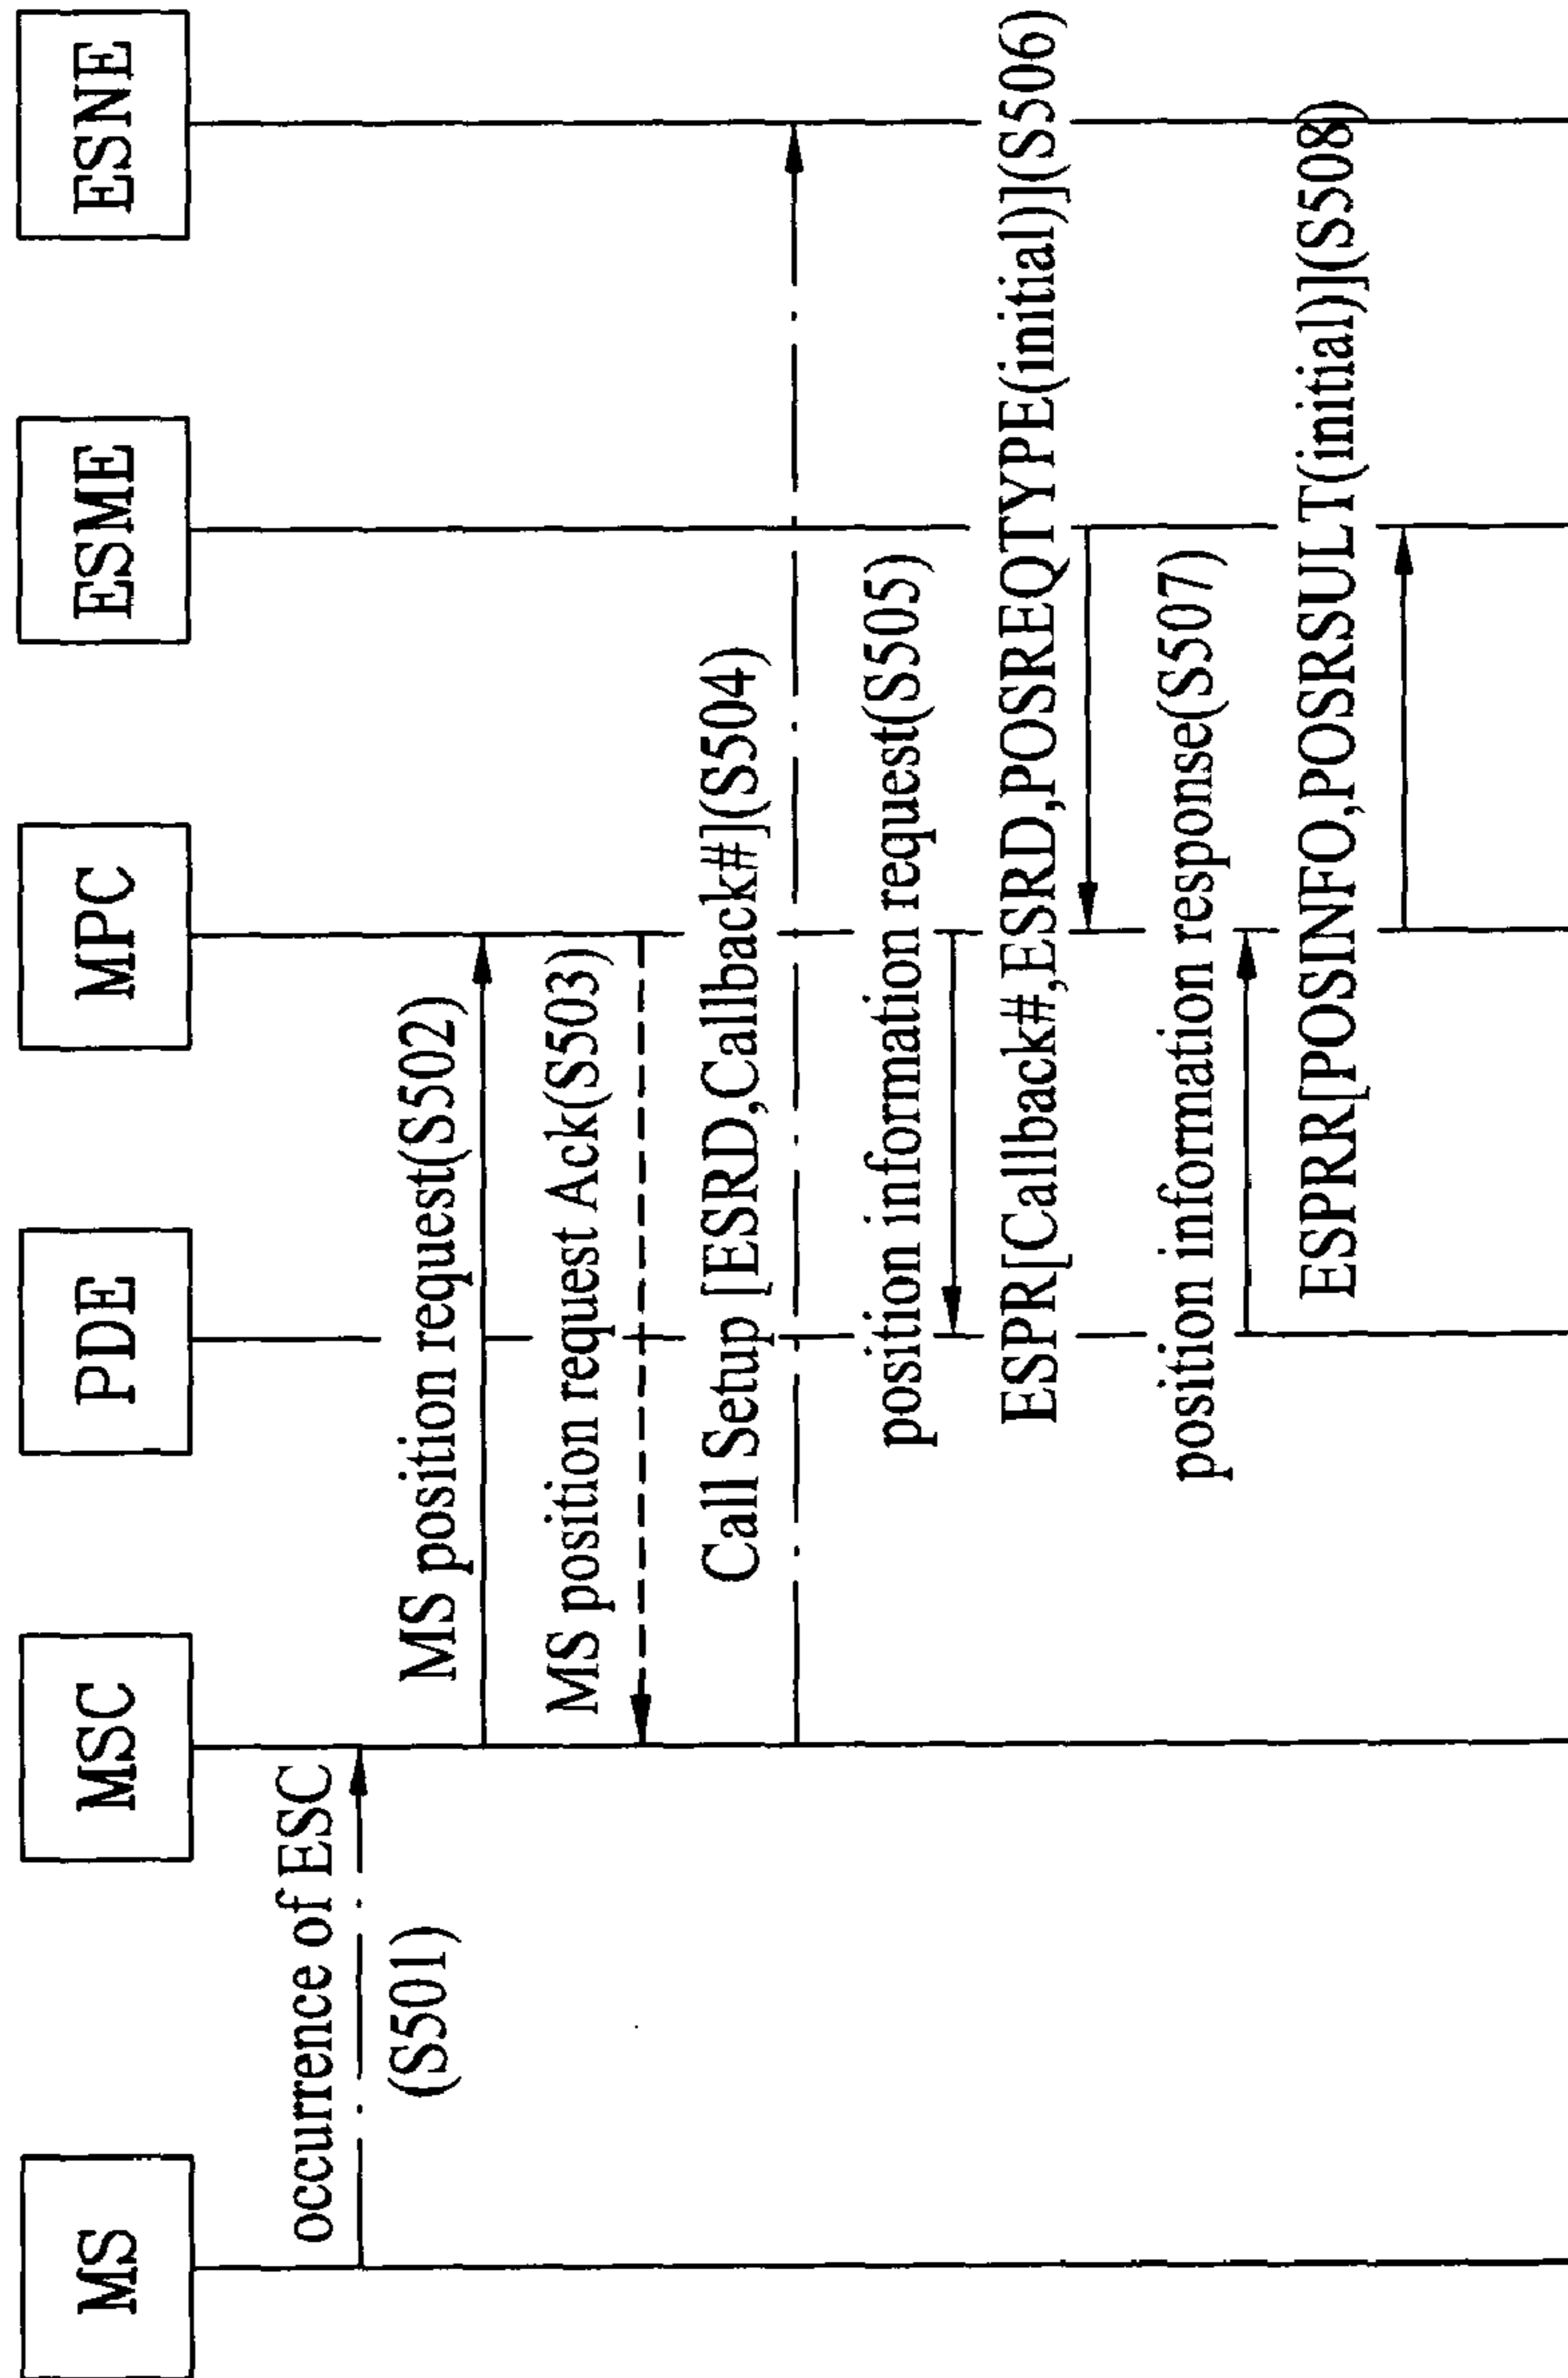 MS
MSC
PDE
MPC
ESME
ESNE
occurrence of ESC
(S501)
MS position request(S502)
MS position request Ack(S503)
Call Setup [ESRD,Callback#](S504)
position information request(S505)
ESPR[Callback#,ESRD,POSREQTYPE(initial)](S506)
position information response(S507)
ESPRR[POSINFO,POSRSULT(initial)](S508)